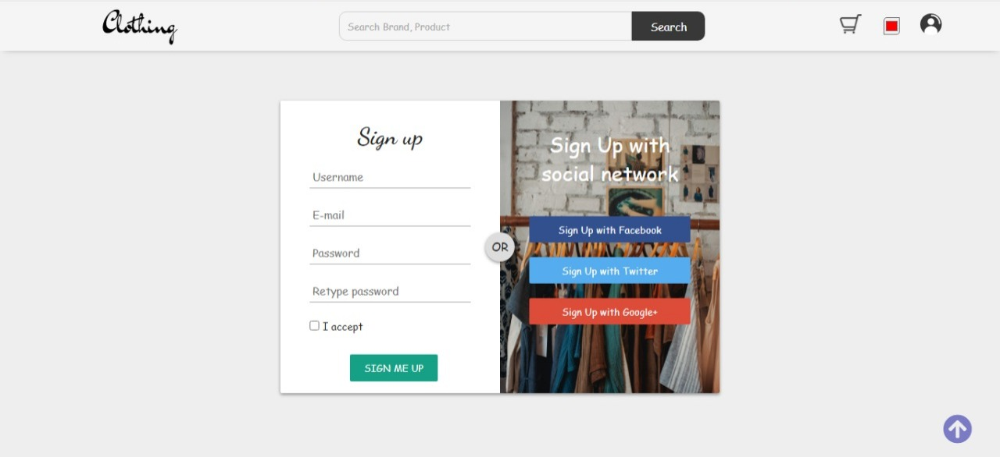 Clothing
Search Brand, Product
Search
Sign up
Username
E-mail
Password
Retype password
I accept
SIGN ME UP
OR
Sign Up with
social network
Sign Up with Facebook
Sign Up with Twitter
Sign Up with Google+